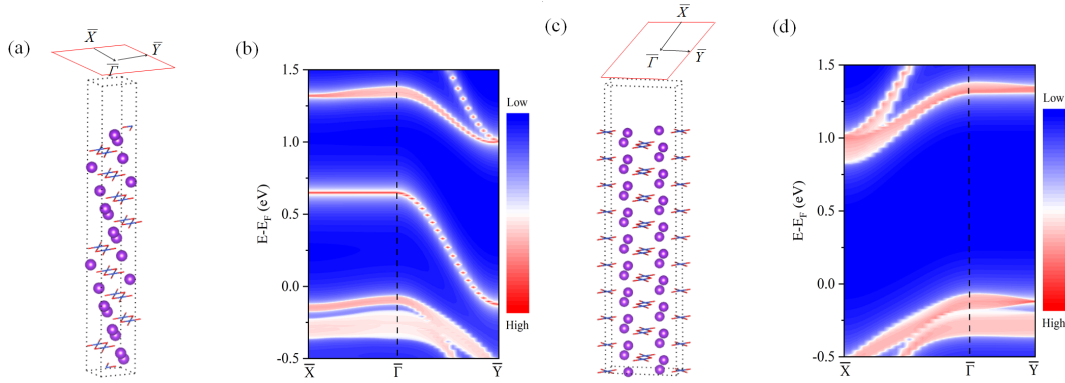 (a)
X̅
Y̅
Γ̅
(b)
1.5
1.0
0.5
0.0
-0.5
E-E_F (eV)
X̅
Γ̅
Y̅
Low
High
(c)
X̅
Γ̅
Y̅
(d)
1.5
1.0
0.5
0.0
-0.5
E-E_F (eV)
X̅
Γ̅
Y̅
Low
High